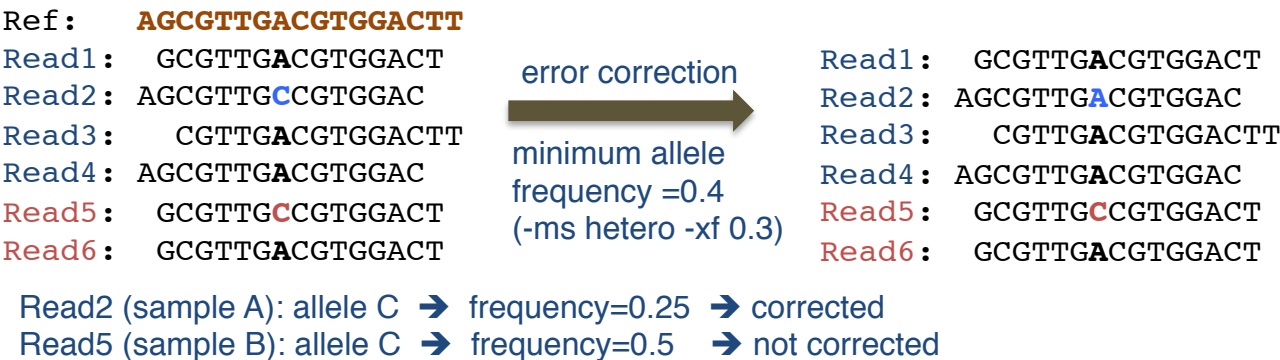 Ref: AGCGTTGACGTGGACTT
Read1: GCGTTGACGTGGACT
Read2: AGCGTTGCCGTGGAC
Read3: CGTTGACGTGGACTT
Read4: AGCGTTGACGTGGAC
Read5: GCGTTGCCGTGGACT
Read6: GCGTTGACGTGGACT
error correction
minimum allele
frequency =0.4
(-ms hetero -xf 0.3)
Read1: GCGTTGACGTGGACT
Read2: AGCGTTGACGTGGAC
Read3: CGTTGACGTGGACTT
Read4: AGCGTTGACGTGGAC
Read5: GCGTTGCCGTGGACT
Read6: GCGTTGACGTGGACT
Read2 (sample A): allele C ➔ frequency=0.25 ➔ corrected
Read5 (sample B): allele C ➔ frequency=0.5 ➔ not corrected